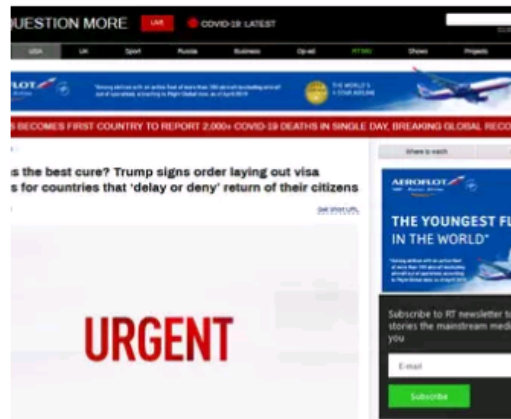 QUESTION MORE LIVE COVID-19 LATEST
USA UK Sport Russia Business Op-ed RT360 Shows Projects
LOT
THE WORLD'S
4 STAR AIRLINE
S BECOMES FIRST COUNTRY TO REPORT 2,000+ COVID-19 DEATHS IN SINGLE DAY, BREAKING GLOBAL RECO
Where to watch
s the best cure? Trump signs order laying out visa
s for countries that 'delay or deny' return of their citizens
Get short URL
URGENT
AEROFLOT
THE YOUNGEST FL
IN THE WORLD*
Subscribe to RT newsletter to
stories the mainstream medi
you
E-mail
Subscribe